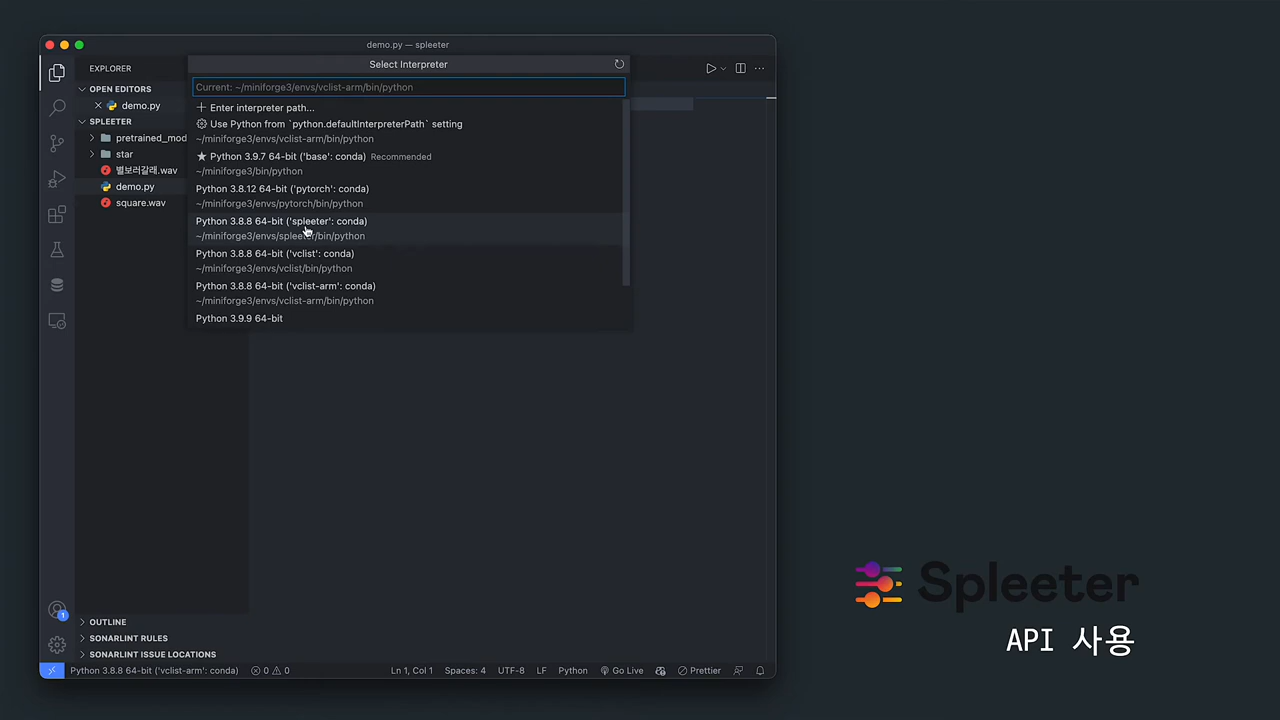 demo.py — spleeter
EXPLORER
OPEN EDITORS
demo.py
SPLEETER
pretrained_mod
star
별보러갈래.wav
demo.py
square.wav
Select Interpreter
Current: ~/miniforge3/envs/vclist-arm/bin/python
Enter interpreter path...
Use Python from `python.defaultInterpreterPath` setting
~/miniforge3/envs/vclist-arm/bin/python
Python 3.9.7 64-bit ('base': conda) Recommended
~/miniforge3/bin/python
Python 3.8.12 64-bit ('pytorch': conda)
~/miniforge3/envs/pytorch/bin/python
Python 3.8.8 64-bit ('spleeter': conda)
~/miniforge3/envs/spleeter/bin/python
Python 3.8.8 64-bit ('vclist': conda)
~/miniforge3/envs/vclist/bin/python
Python 3.8.8 64-bit ('vclist-arm': conda)
~/miniforge3/envs/vclist-arm/bin/python
Python 3.9.9 64-bit
1
OUTLINE
SONARLINT RULES
SONARLINT ISSUE LOCATIONS
Python 3.8.8 64-bit ('vclist-arm': conda) 0 0 Ln 1, Col 1 Spaces: 4 UTF-8 LF Python Go Live Prettier
Spleeter
API 사용